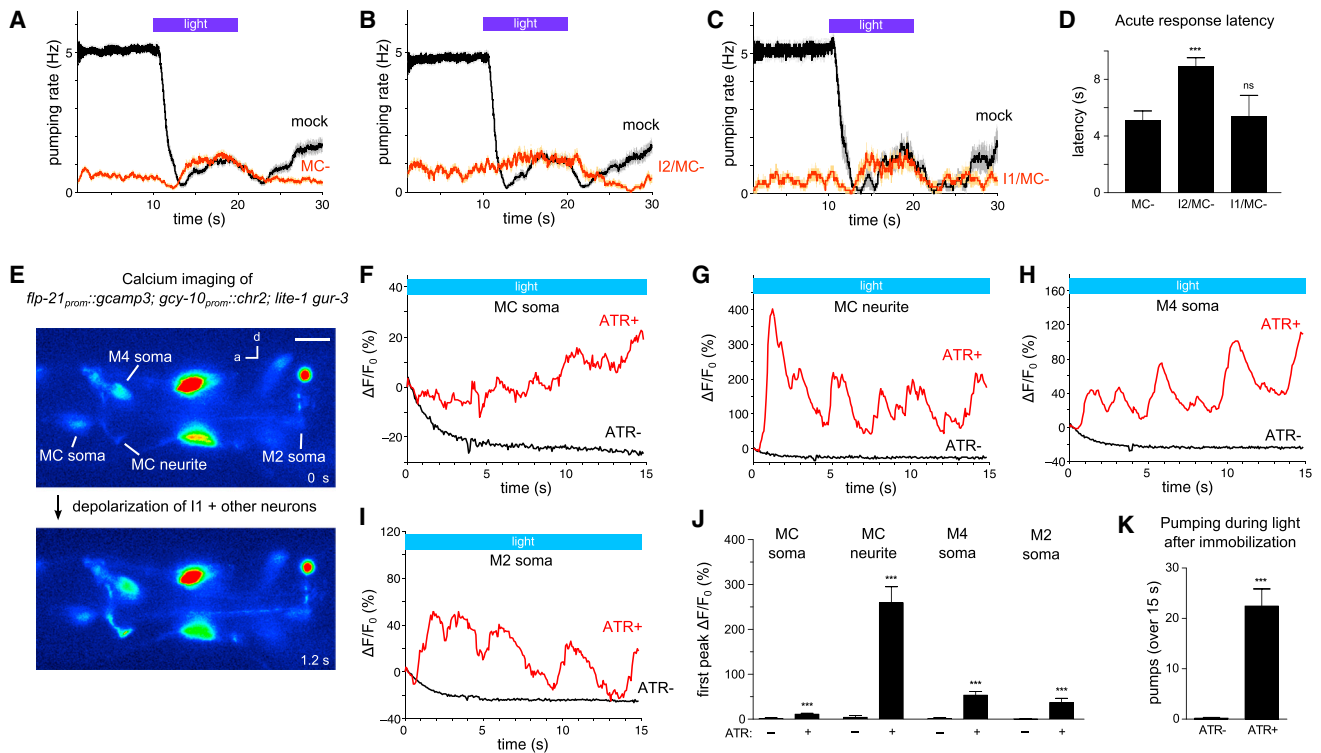 A
light
pumping rate (Hz)
5
0
10
20
30
time (s)
mock
MC-
B
light
pumping rate (Hz)
5
0
10
20
30
time (s)
mock
I2/MC-
C
light
pumping rate (Hz)
5
0
10
20
30
time (s)
mock
I1/MC-
D
Acute response latency
latency (s)
8
4
0
***
ns
MC-
I2/MC-
I1/MC-
E
Calcium imaging of
flp-21prom::gcamp3; gcy-10prom::chr2; lite-1 gur-3
M4 soma
d
a
MC soma
MC neurite
M2 soma
0 s
depolarization of I1 + other neurons
1.2 s
F
light
MC soma
ΔF/F0 (%)
40
20
0
−20
ATR+
ATR-
0
5
10
15
time (s)
G
light
MC neurite
ΔF/F0 (%)
400
300
200
100
0
ATR+
ATR-
0
5
10
15
time (s)
H
light
M4 soma
ΔF/F0 (%)
160
120
80
40
0
−40
ATR+
ATR-
0
5
10
15
time (s)
I
light
M2 soma
ΔF/F0 (%)
120
80
40
0
−40
ATR+
ATR-
0
5
10
15
time (s)
J
MC soma
MC neurite
M4 soma
M2 soma
first peak ΔF/F0 (%)
400
300
200
100
0
***
***
***
***
ATR: − + − + − + − +
K
Pumping during light
after immobilization
pumps (over 15 s)
30
20
10
0
***
ATR-
ATR+